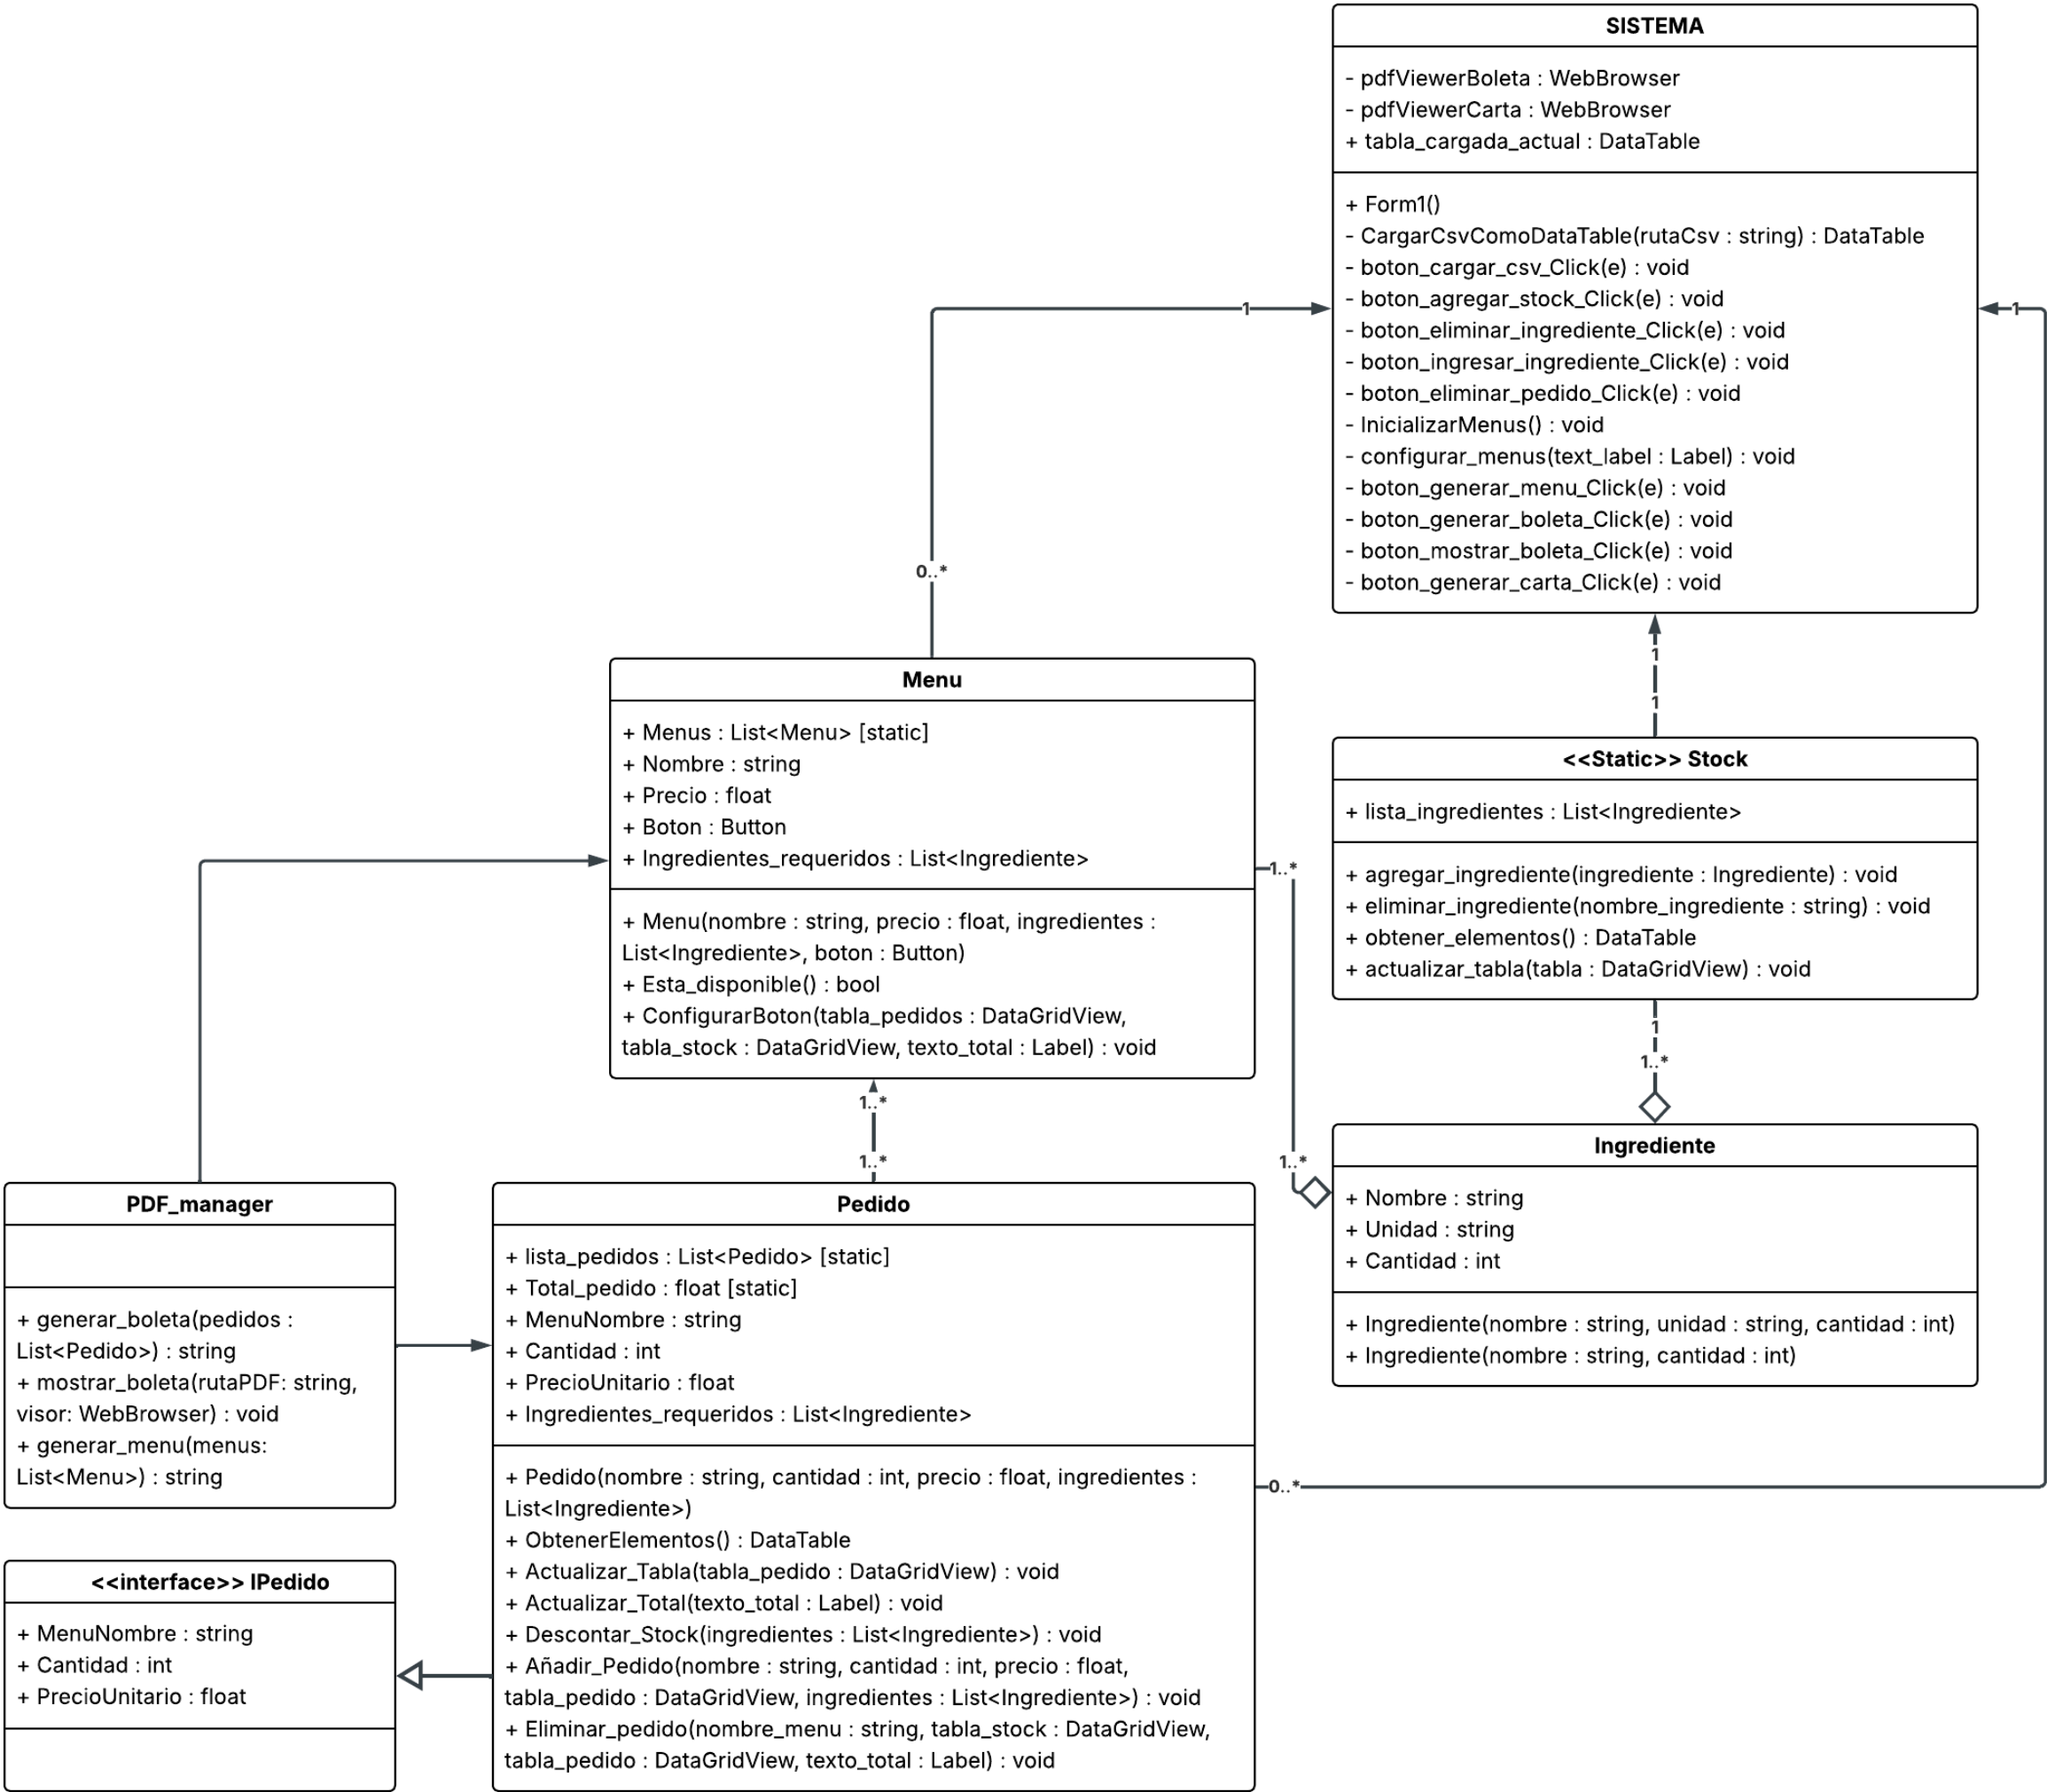 SISTEMA
- pdfViewerBoleta : WebBrowser
- pdfViewerCarta : WebBrowser
+ tabla_cargada_actual : DataTable
+ Form1()
- CargarCsvComoDataTable(rutaCsv : string) : DataTable
- boton_cargar_csv_Click(e) : void
- boton_agregar_stock_Click(e) : void
- boton_eliminar_ingrediente_Click(e) : void
- boton_ingresar_ingrediente_Click(e) : void
- boton_eliminar_pedido_Click(e) : void
- InicializarMenus() : void
- configurar_menus(text_label : Label) : void
- boton_generar_menu_Click(e) : void
- boton_generar_boleta_Click(e) : void
- boton_mostrar_boleta_Click(e) : void
- boton_generar_carta_Click(e) : void
1
1
0..*
1
1
Menu
+ Menus : List<Menu> [static]
+ Nombre : string
+ Precio : float
+ Boton : Button
+ Ingredientes_requeridos : List<Ingrediente>
+ Menu(nombre : string, precio : float, ingredientes :
List<Ingrediente>, boton : Button)
+ Esta_disponible() : bool
+ ConfigurarBoton(tabla_pedidos : DataGridView,
tabla_stock : DataGridView, texto_total : Label) : void
<<Static>> Stock
+ lista_ingredientes : List<Ingrediente>
+ agregar_ingrediente(ingrediente : Ingrediente) : void
+ eliminar_ingrediente(nombre_ingrediente : string) : void
+ obtener_elementos() : DataTable
+ actualizar_tabla(tabla : DataGridView) : void
1..*
1
1..*
1..*
1..*
1..*
Ingrediente
+ Nombre : string
+ Unidad : string
+ Cantidad : int
+ Ingrediente(nombre : string, unidad : string, cantidad : int)
+ Ingrediente(nombre : string, cantidad : int)
PDF_manager
+ generar_boleta(pedidos :
List<Pedido>) : string
+ mostrar_boleta(rutaPDF: string,
visor: WebBrowser) : void
+ generar_menu(menus:
List<Menu>) : string
Pedido
+ lista_pedidos : List<Pedido> [static]
+ Total_pedido : float [static]
+ MenuNombre : string
+ Cantidad : int
+ PrecioUnitario : float
+ Ingredientes_requeridos : List<Ingrediente>
+ Pedido(nombre : string, cantidad : int, precio : float, ingredientes :
List<Ingrediente>)
+ ObtenerElementos() : DataTable
+ Actualizar_Tabla(tabla_pedido : DataGridView) : void
+ Actualizar_Total(texto_total : Label) : void
+ Descontar_Stock(ingredientes : List<Ingrediente>) : void
+ Añadir_Pedido(nombre : string, cantidad : int, precio : float,
tabla_pedido : DataGridView, ingredientes : List<Ingrediente>) : void
+ Eliminar_pedido(nombre_menu : string, tabla_stock : DataGridView,
tabla_pedido : DataGridView, texto_total : Label) : void
0..*
<<interface>> IPedido
+ MenuNombre : string
+ Cantidad : int
+ PrecioUnitario : float